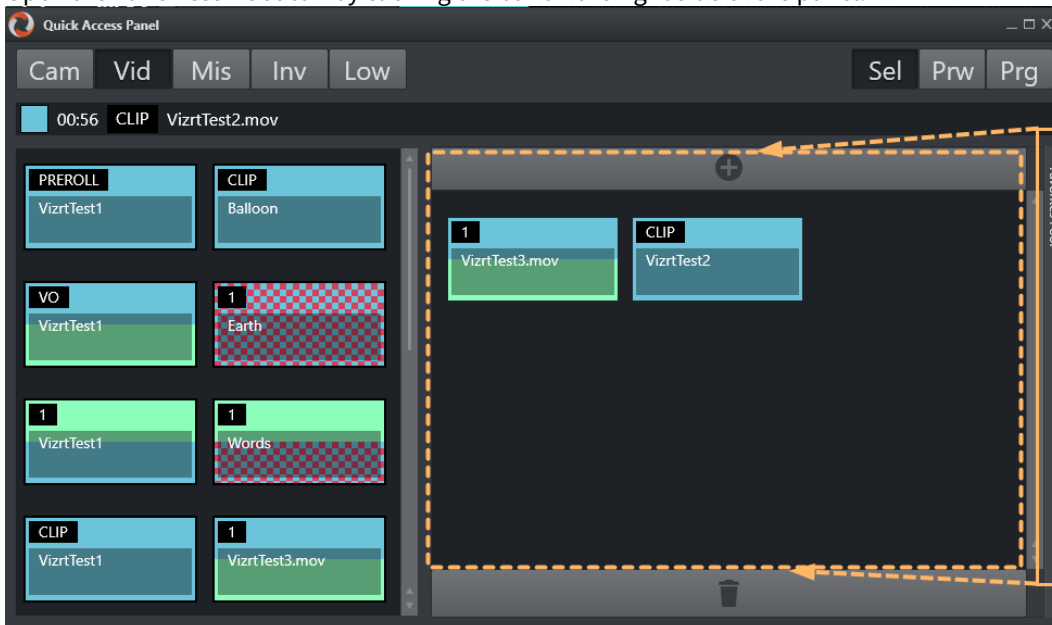 Quick Access Panel
Cam Vid Mis Inv Low Sel Prw Prg
00:56 CLIP VizrtTest2.mov
PREROLL
VizrtTest1
CLIP
Balloon
VO
VizrtTest1
1
Earth
1
VizrtTest1
1
Words
CLIP
VizrtTest1
1
VizrtTest3.mov
1
VizrtTest3.mov
CLIP
VizrtTest2